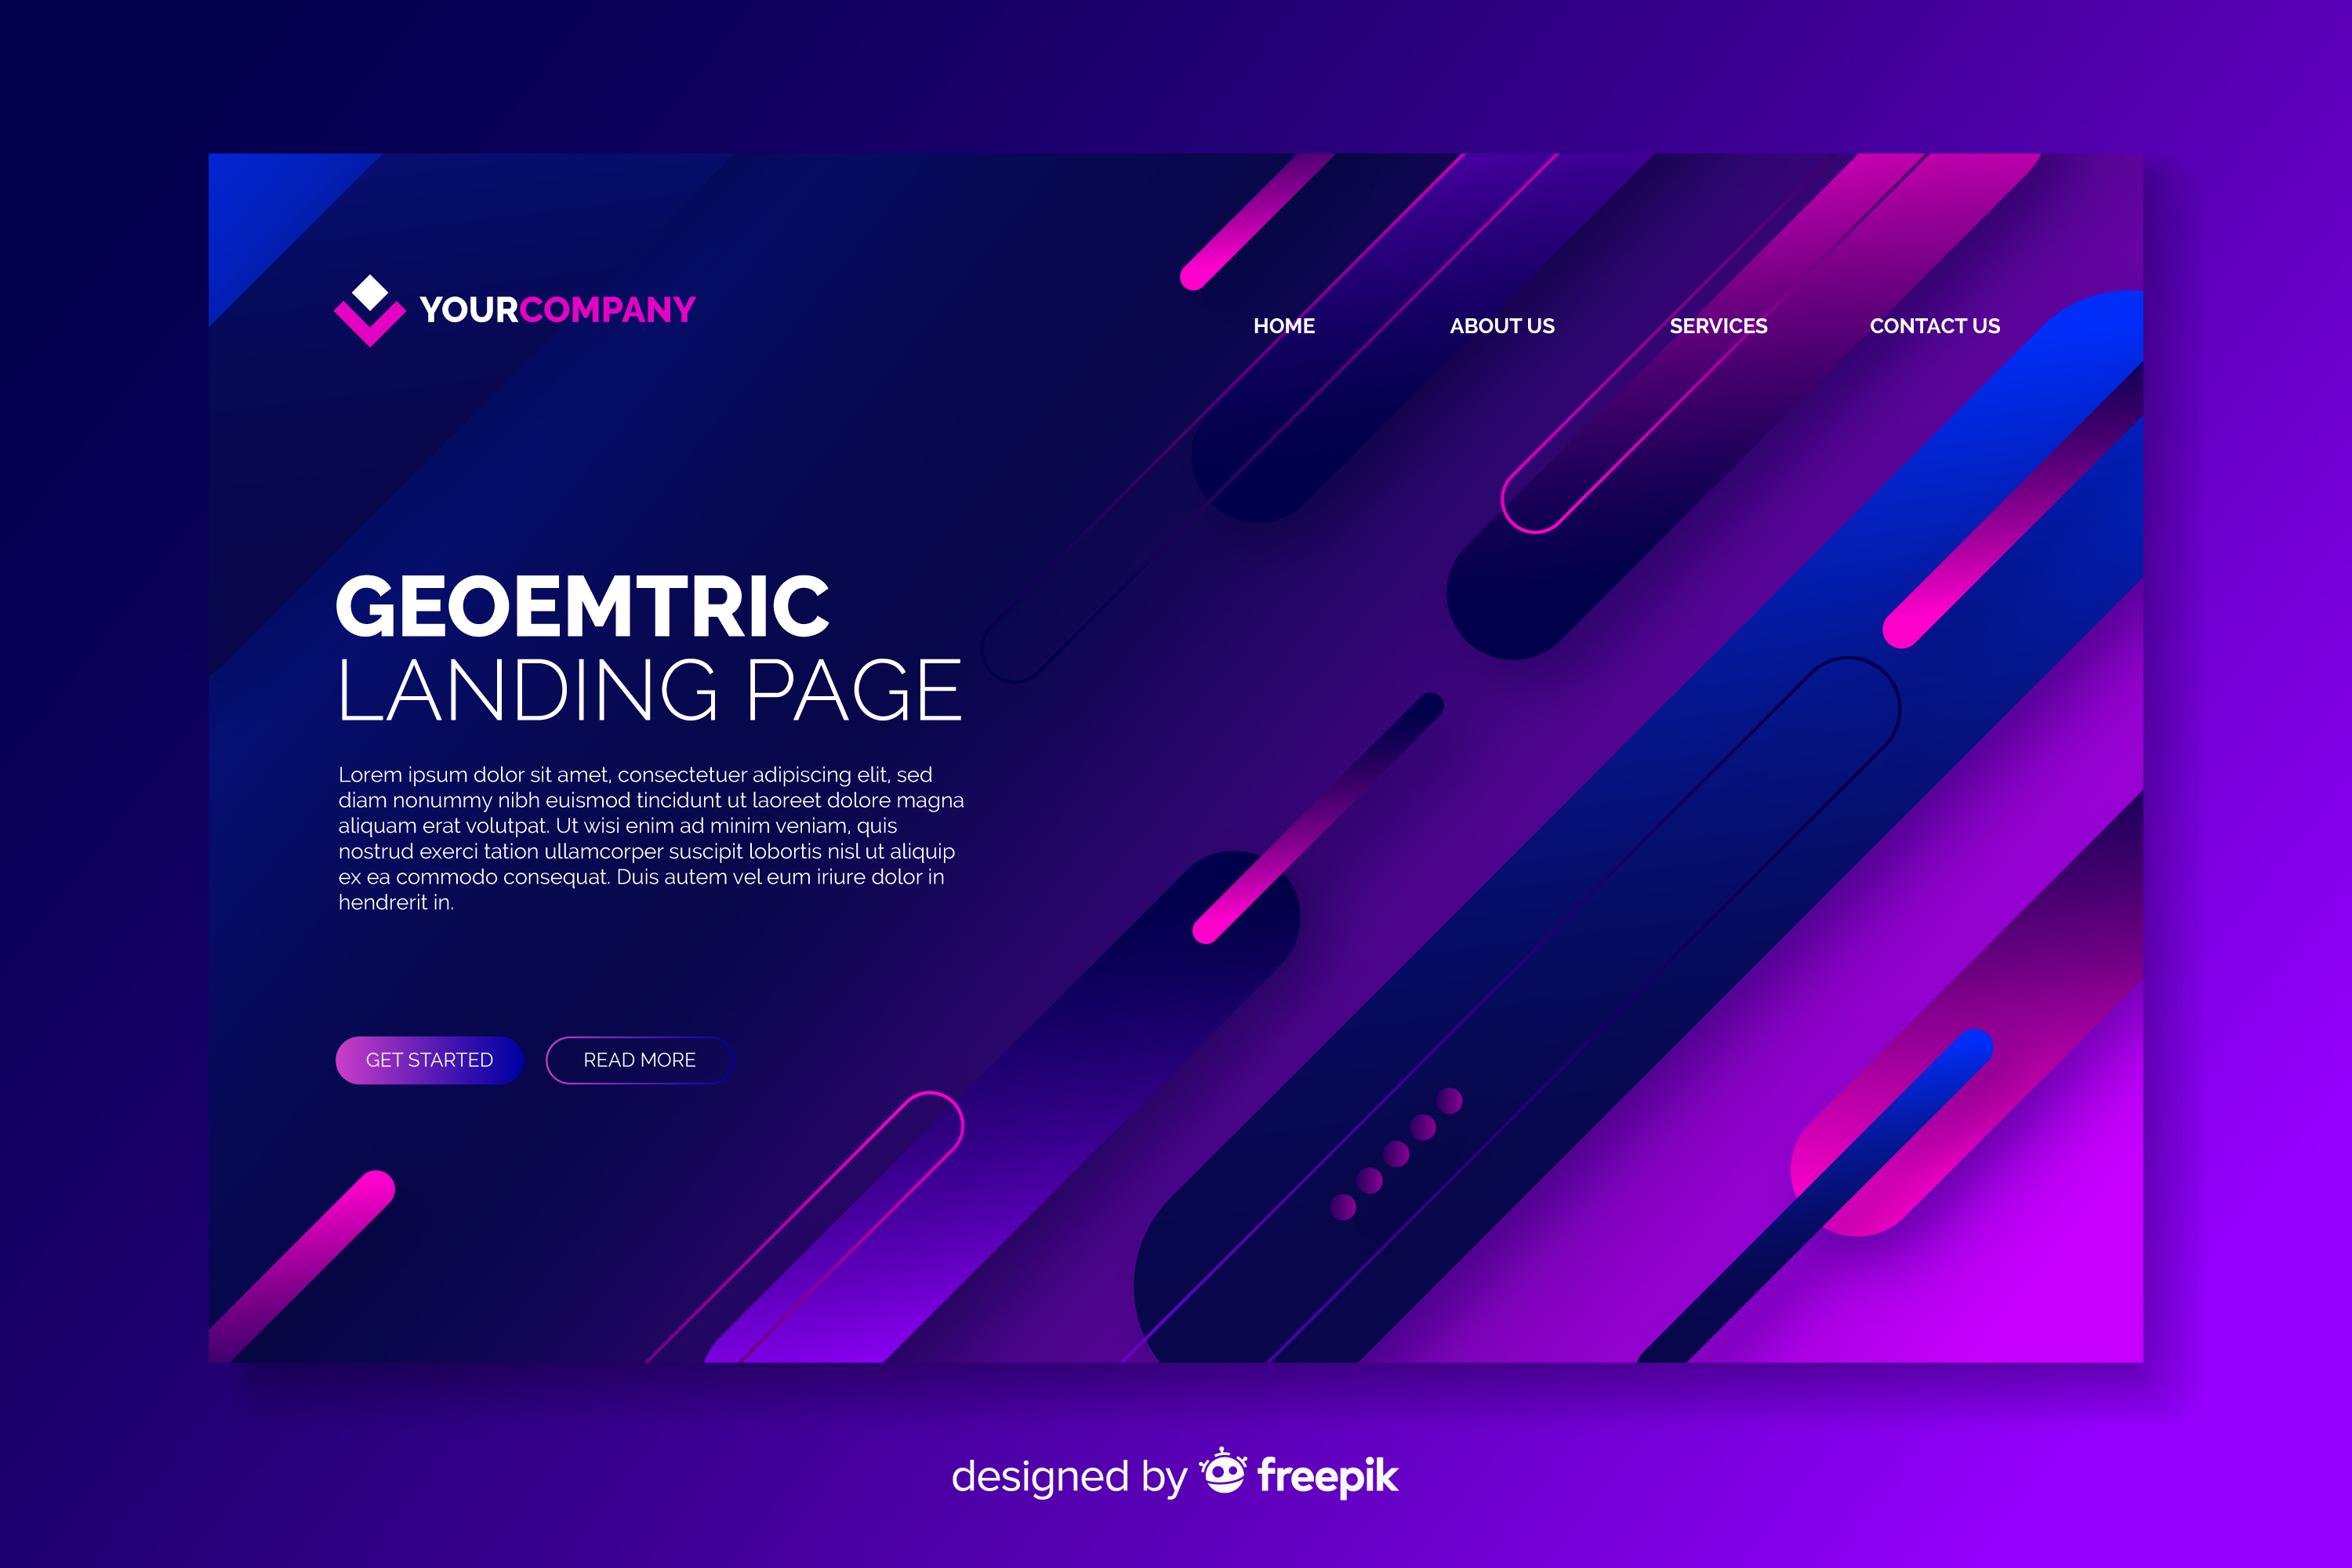 YOURCOMPANY
HOME ABOUT US SERVICES CONTACT US
GEOEMTRIC
LANDING PAGE
Lorem ipsum dolor sit amet, consectetuer adipiscing elit, sed
diam nonummy nibh euismod tincidunt ut laoreet dolore magna
aliquam erat volutpat. Ut wisi enim ad minim veniam, quis
nostrud exerci tation ullamcorper suscipit lobortis nisl ut aliquip
ex ea commodo consequat. Duis autem vel eum iriure dolor in
hendrerit in.
GET STARTED READ MORE
designed by freepik